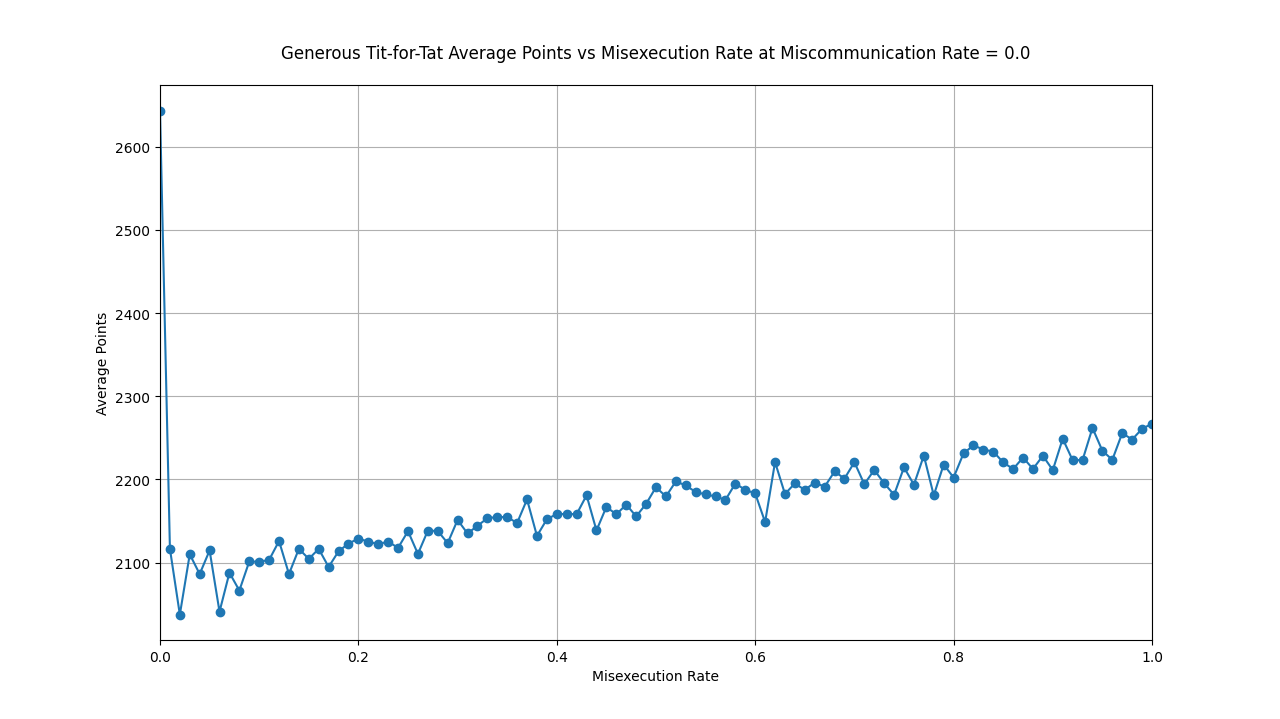 Generous Tit-for-Tat Average Points vs Misexecution Rate at Miscommunication Rate = 0.0
2600
2500
2400
2300
2200
2100
Average Points
0.0 0.2 0.4 0.6 0.8 1.0
Misexecution Rate